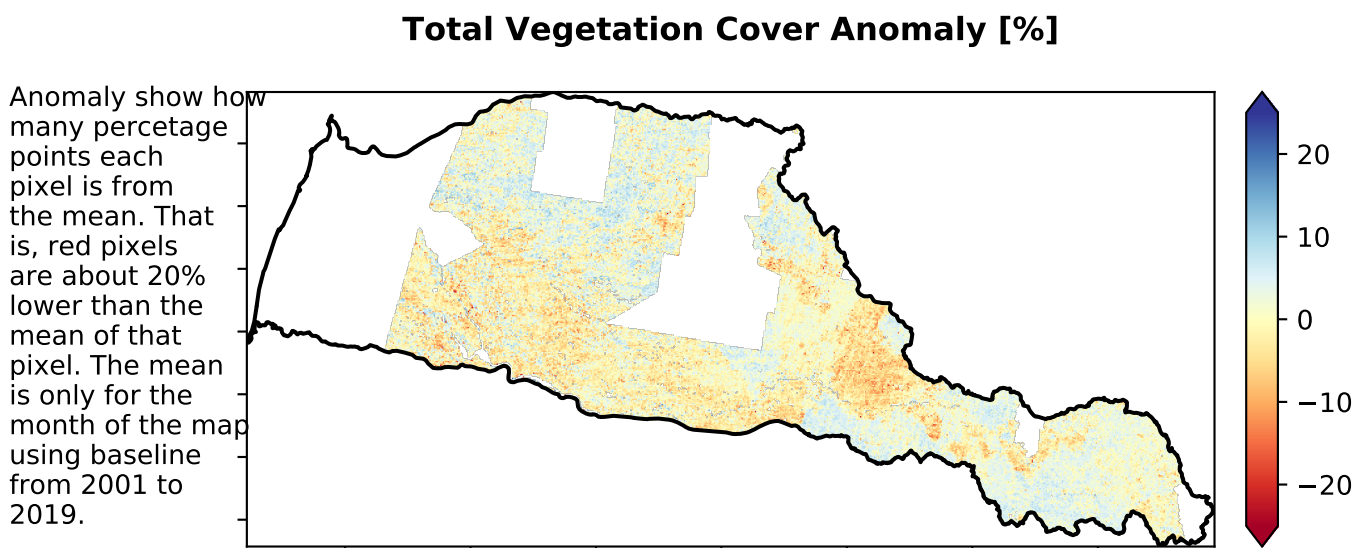 Total Vegetation Cover Anomaly [%]
Anomaly show how
many percetage
points each
pixel is from
the mean. That
is, red pixels
are about 20%
lower than the
mean of that
pixel. The mean
is only for the
month of the map
using baseline
from 2001 to
2019.
20
10
0
−10
−20